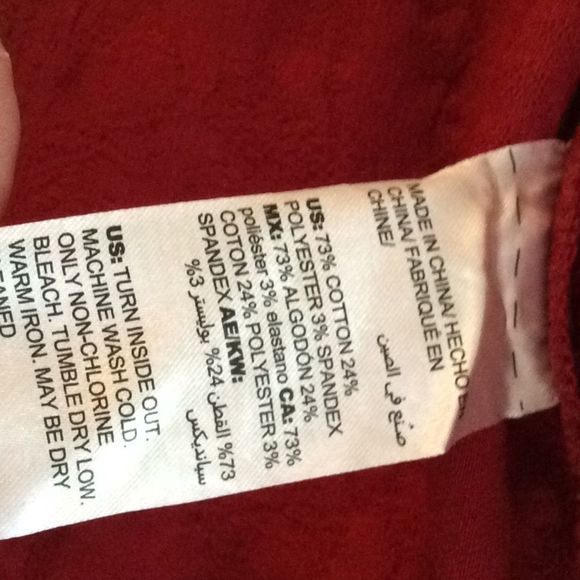 MADE IN CHINA/ HECHO EN
CHINA/ FABRIQUÉ EN
CHINE/
صنع في الصين
US: 73% COTTON 24%
POLYESTER 3% SPANDEX
MX: 73% ALGODÓN 24%
poliéster 3% elastano CA: 73%
COTON 24% POLYESTER 3%
SPANDEX AE/KW:
73% القطن 24% بوليستر 3%
سباندیکس
US: TURN INSIDE OUT.
MACHINE WASH COLD.
ONLY NON-CHLORINE
BLEACH. TUMBLE DRY LOW.
WARM IRON. MAY BE DRY
CLEANED